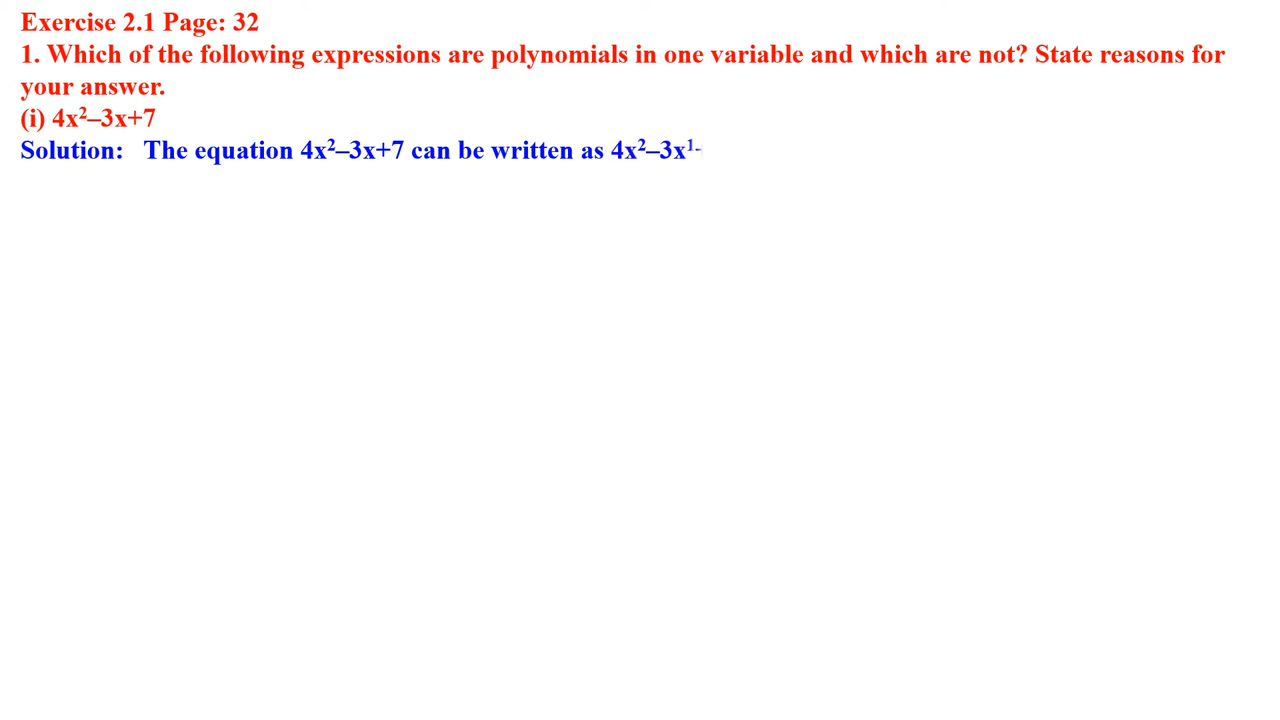 Exercise 2.1 Page: 32
1. Which of the following expressions are polynomials in one variable and which are not? State reasons for
your answer.
(i) 4x²–3x+7
Solution: The equation 4x²–3x+7 can be written as 4x²–3x¹